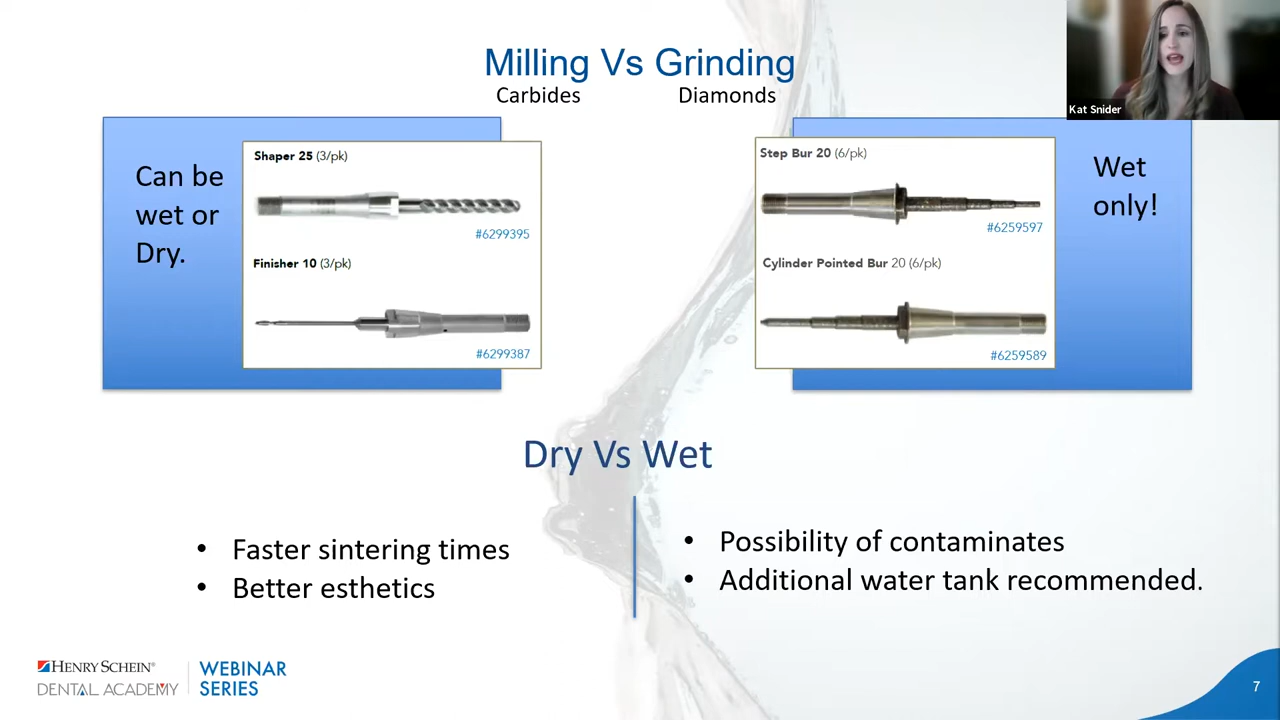 Milling Vs Grinding
Carbides
Diamonds
Kat Snider
Can be
wet or
Dry.
Shaper 25 (3/pk)
#6299395
Finisher 10 (3/pk)
#6299387
Step Bur 20 (6/pk)
#6259597
Cylinder Pointed Bur 20 (6/pk)
#6259589
Wet
only!
Dry Vs Wet
• Faster sintering times
• Better esthetics
• Possibility of contaminates
• Additional water tank recommended.
HENRY SCHEIN®
DENTAL ACADEMY
WEBINAR
SERIES
7